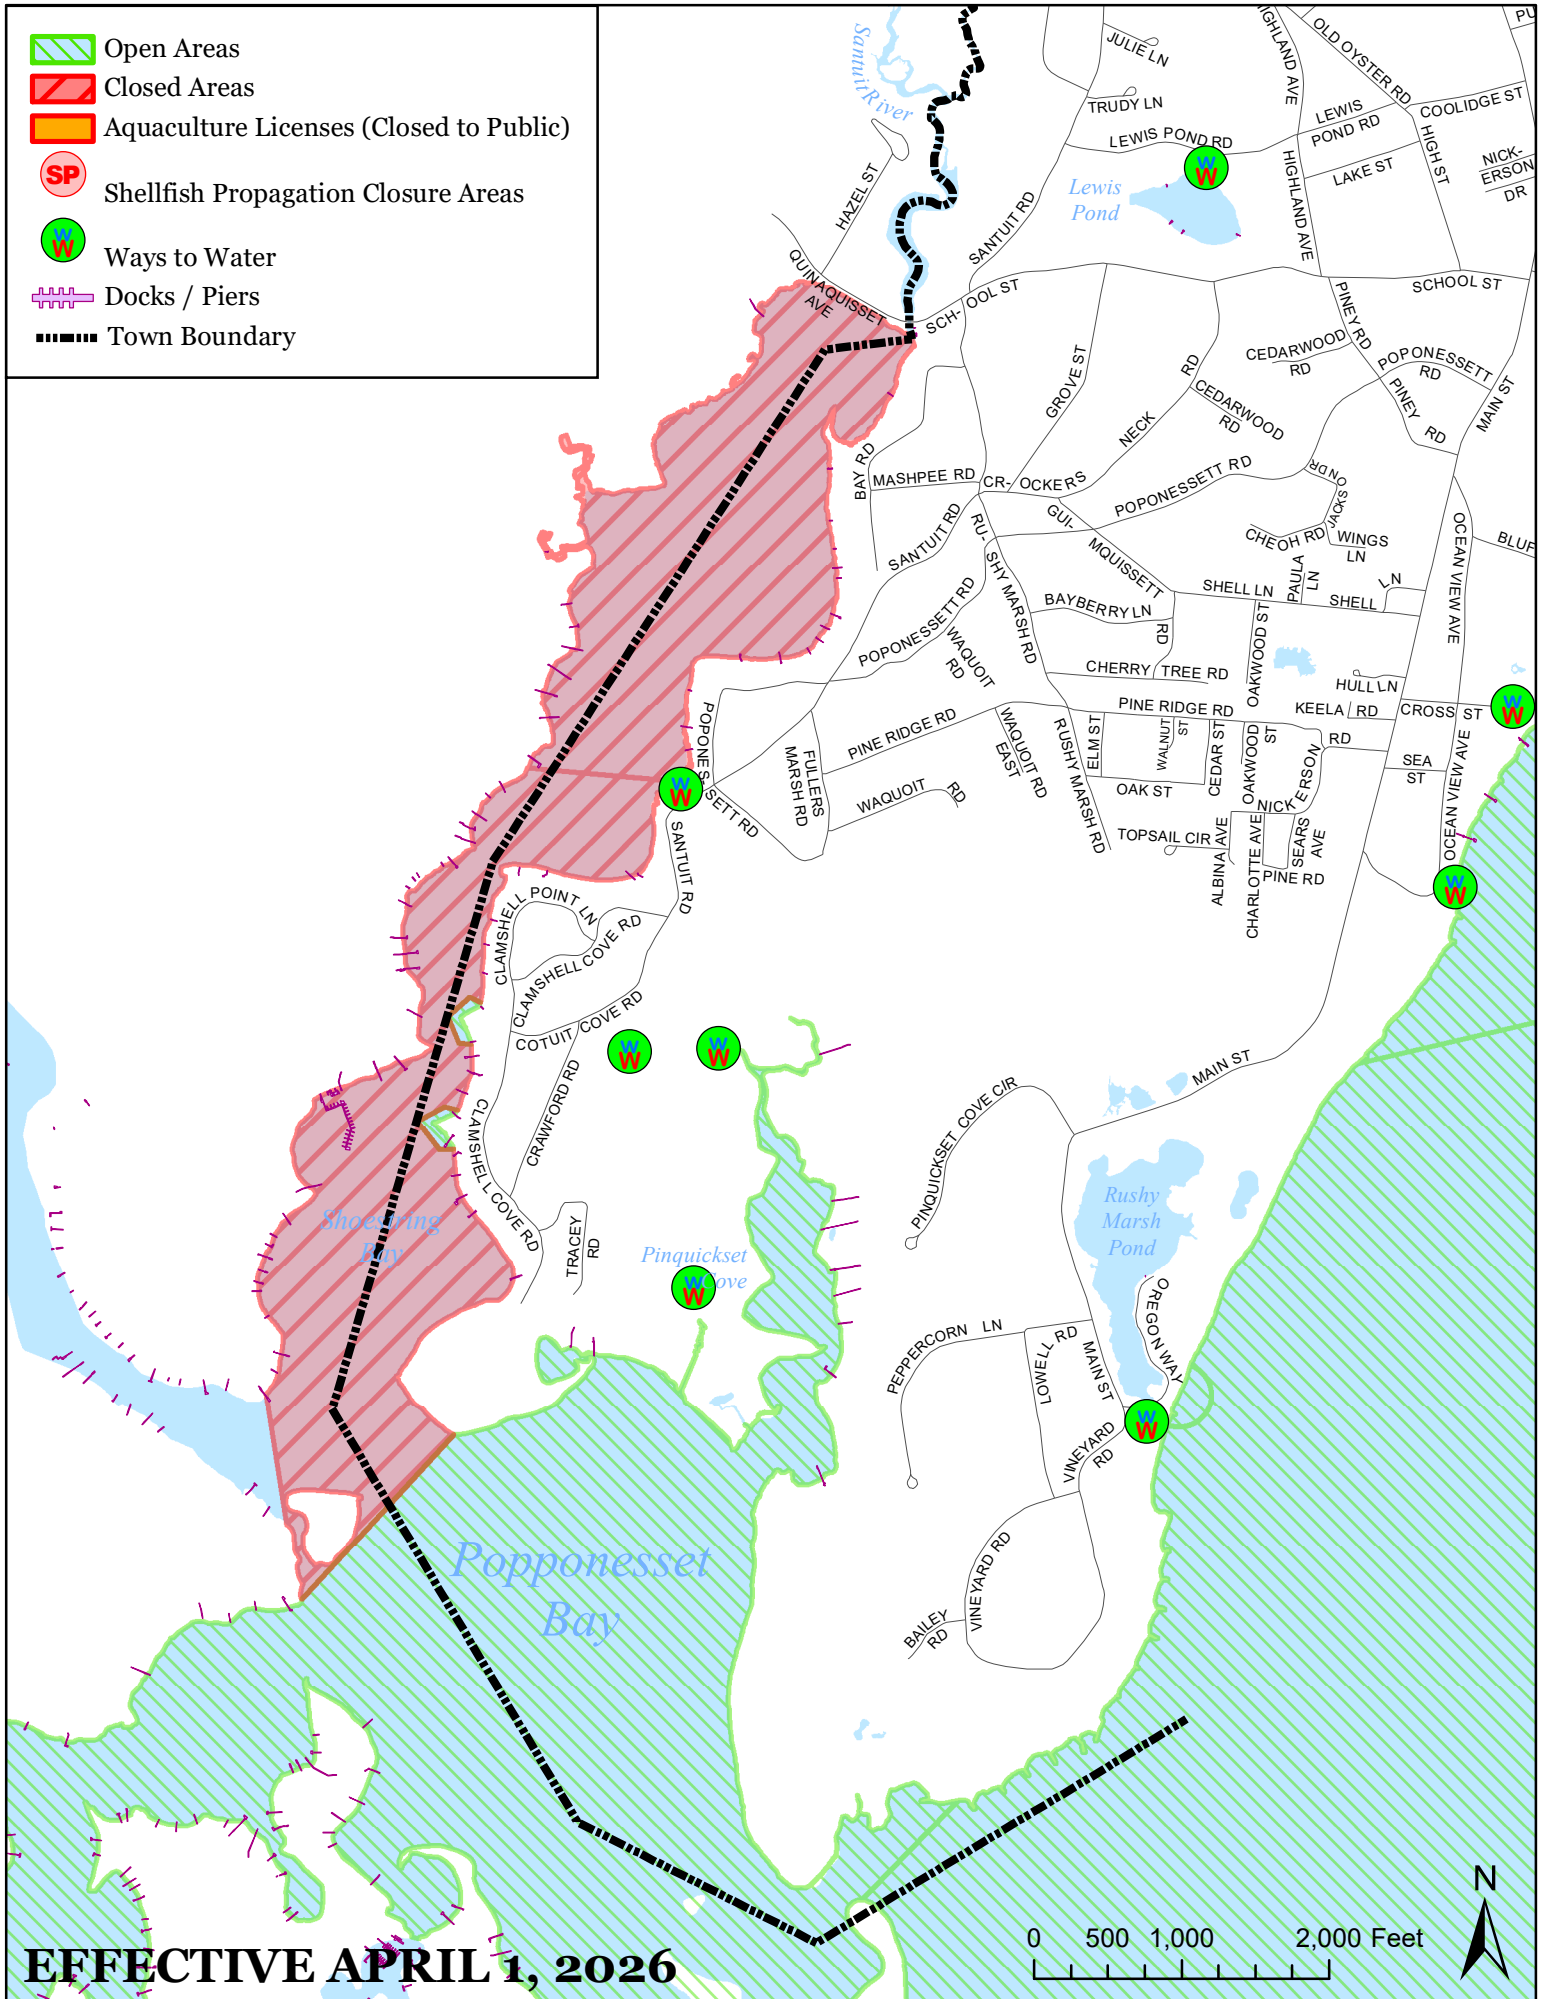 Open Areas
Closed Areas
Aquaculture Licenses (Closed to Public)
SP
Shellfish Propagation Closure Areas
W
W
Ways to Water
Docks / Piers
Town Boundary
Santuit River
JULIE LN
TRUDY LN
LEWIS POND RD
HIGHLAND AVE
OLD OYSTER RD
PU
LEWIS
POND RD
COOLIDGE ST
HIGH ST
NICK-
ERSON
DR
LAKE ST
HIGHLAND AVE
W
W
Lewis
Pond
HAZEL ST
SANTUIT RD
QUINAQUISSET
AVE
SCH-
OOL ST
SCHOOL ST
PINEY RD
CEDARWOOD
RD
POPONESSETT
RD
PINEY
RD
MAIN ST
GROVE ST
RD
NECK
CEDARWOOD
RD
BAY RD
MASHPEE RD
CR-
OCKERS
POPONESSETT RD
JACKSO
N DR
SANTUIT RD
RU-
SHY MARSH RD
GUI-
MQUISSETT
RD
CHEOH RD
WINGS
LN
OCEAN VIEW AVE
BLUF
PAULA
LN
SHELL LN
SHELL
LN
BAYBERRY LN
POPONESSETT RD
WAQUOIT
RD
CHERRY
TREE RD
OAKWOOD ST
HULL LN
KEELA
RD
CROSS
ST
W
W
POPONES-
SETT RD
PINE RIDGE RD
PINE RIDGE RD
WAQUOIT RD
EAST
RUSHY MARSH RD
ELM ST
WALNUT
ST
CEDAR ST
OAKWOOD
ST
RD
NICK
ERSON
SEA
ST
OCEAN VIEW AVE
FULLERS
MARSH RD
WAQUOIT
RD
OAK ST
W
W
SANTUIT RD
TOPSAIL CIR
ALBINA AVE
CHARLOTTE AVE
SEARS
AVE
PINE RD
W
W
CLAMSHELL
POINT LN
CLAMSHELL COVE RD
COTUIT
COVE RD
W
W
W
W
CRAWFORD RD
CLAMSHELL COVE RD
MAIN ST
PINQUICKSET
COVE CIR
Rushy
Marsh
Pond
Shoestring
Bay
TRACEY
RD
Pinquickset
Cove
W
W
OREGON WAY
PEPPERCORN
LN
LOWELL
RD
MAIN ST
W
W
VINEYARD
RD
Popponesset
Bay
VINEYARD RD
BAILEY
RD
N
0
500
1,000
2,000 Feet
EFFECTIVE APRIL 1, 2026